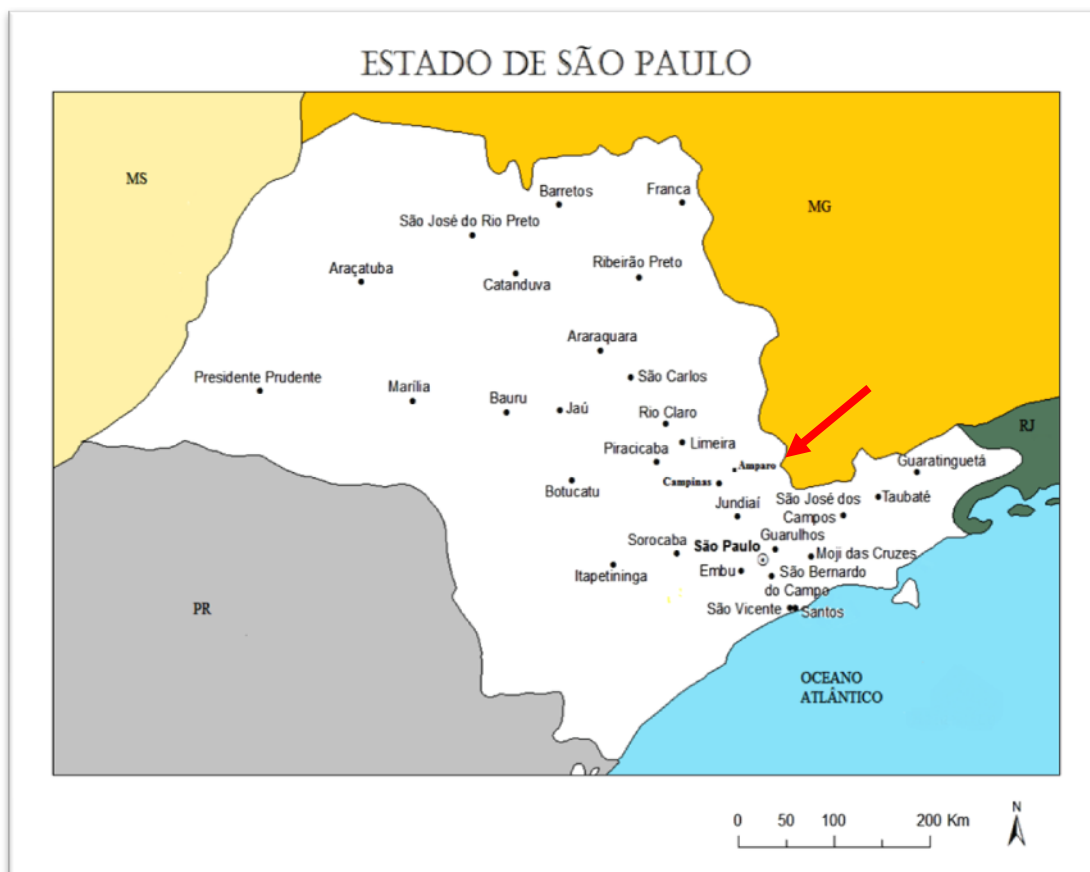 ESTADO DE SÃO PAULO
MS
MG
Barretos
Franca
São José do Rio Preto
Ribeirão Preto
Araçatuba
Catanduva
Araraquara
Presidente Prudente
Marília
São Carlos
Bauru
Jaú
Rio Claro
RJ
Limeira
Piracicaba
Amparo
Guaratinguetá
Botucatu
Campinas
São José dos
Campos
Taubaté
Jundiaí
Guarulhos
Sorocaba
São Paulo
Moji das Cruzes
Itapetininga
Embu
São Bernardo
do Campo
PR
São Vicente
Santos
OCEANO
ATLÂNTICO
N
0 50 100 200 Km